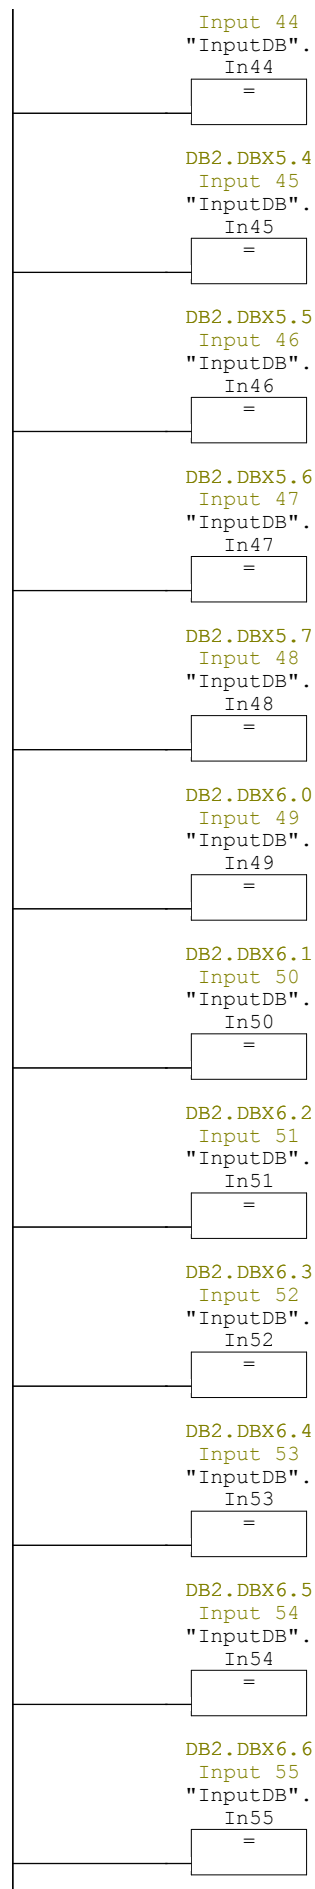 Input 44
"InputDB".
In44
=
DB2.DBX5.4
Input 45
"InputDB".
In45
=
DB2.DBX5.5
Input 46
"InputDB".
In46
=
DB2.DBX5.6
Input 47
"InputDB".
In47
=
DB2.DBX5.7
Input 48
"InputDB".
In48
=
DB2.DBX6.0
Input 49
"InputDB".
In49
=
DB2.DBX6.1
Input 50
"InputDB".
In50
=
DB2.DBX6.2
Input 51
"InputDB".
In51
=
DB2.DBX6.3
Input 52
"InputDB".
In52
=
DB2.DBX6.4
Input 53
"InputDB".
In53
=
DB2.DBX6.5
Input 54
"InputDB".
In54
=
DB2.DBX6.6
Input 55
"InputDB".
In55
=